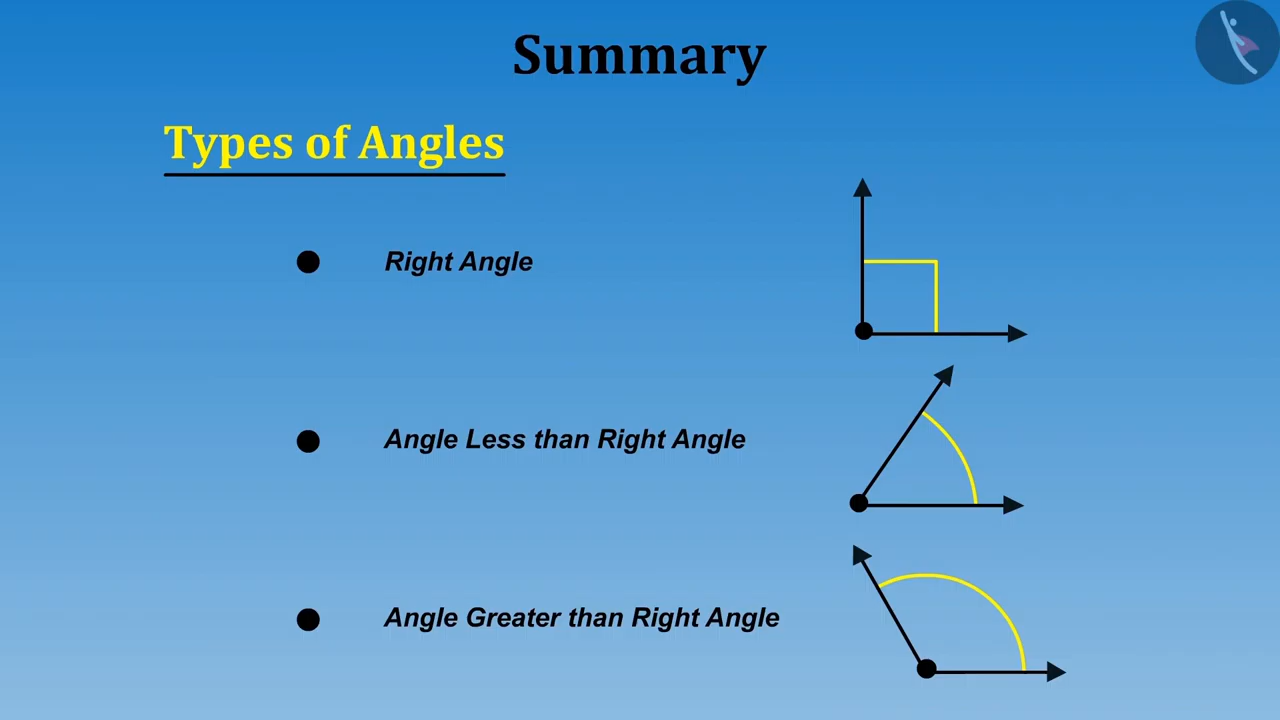 Summary
Types of Angles
Right Angle
Angle Less than Right Angle
Angle Greater than Right Angle